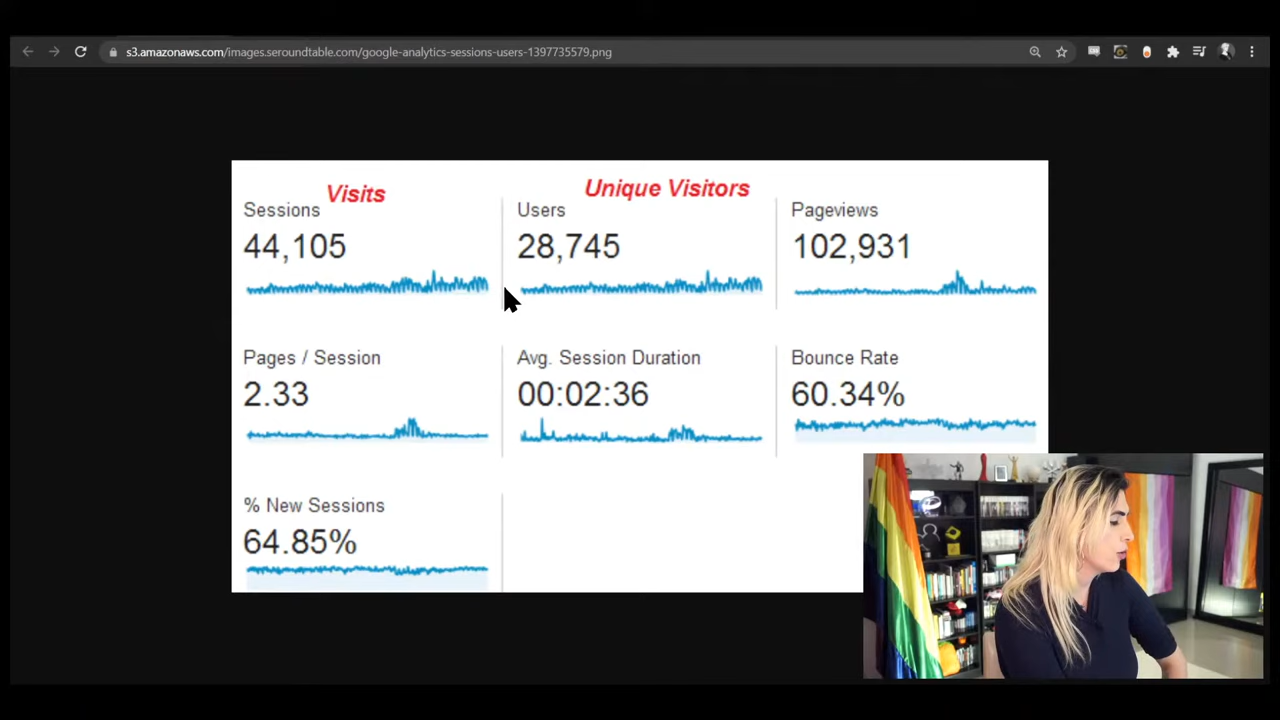 s3.amazonaws.com/images.seroundtable.com/google-analytics-sessions-users-1397735579.png
Visits
Unique Visitors
Sessions
Users
Pageviews
44,105
28,745
102,931
Pages / Session
Avg. Session Duration
Bounce Rate
2.33
00:02:36
60.34%
% New Sessions
64.85%